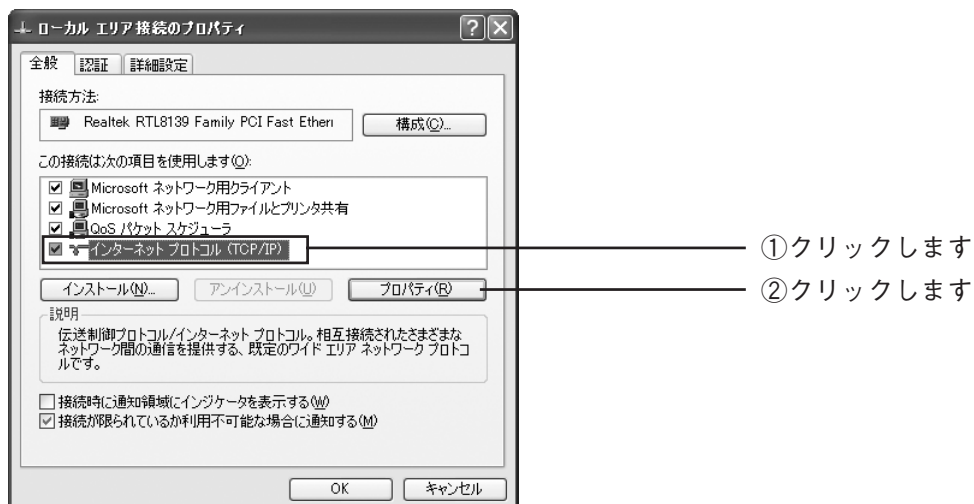 ローカル エリア接続のプロパティ
全般 認証 詳細設定
接続方法:
Realtek RTL8139 Family PCI Fast Ethern
構成(C)...
この接続は次の項目を使用します(O):
Microsoft ネットワーク用クライアント
Microsoft ネットワーク用ファイルとプリンタ共有
QoS パケット スケジューラ
インターネット プロトコル (TCP/IP)
①クリックします
インストール(N)... アンインストール(U) プロパティ(R)
②クリックします
説明
伝送制御プロトコル/インターネット プロトコル。相互接続されたさまざまな
ネットワーク間の通信を提供する、既定のワイド エリア ネットワーク プロトコ
ルです。
接続時に通知領域にインジケータを表示する(W)
接続が限られているか利用不可能な場合に通知する(M)
OK キャンセル